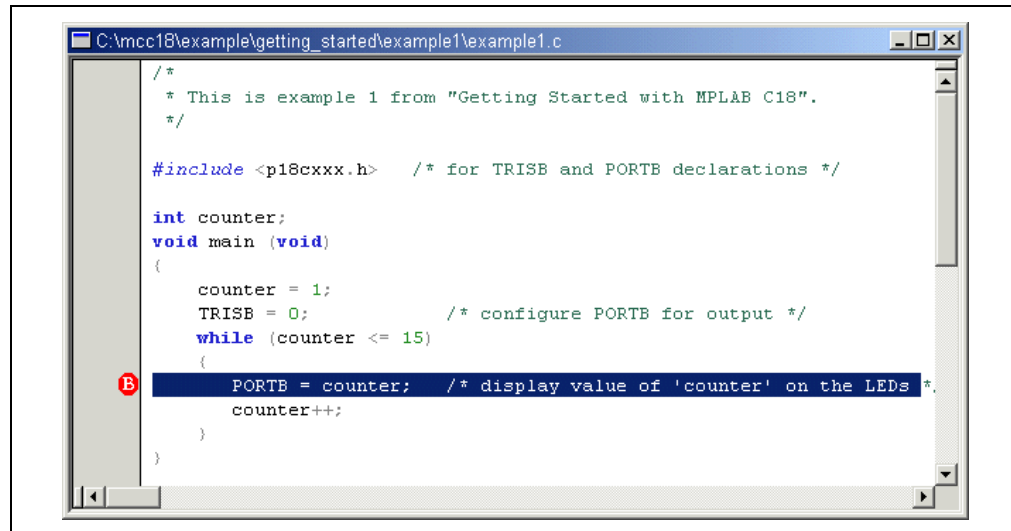 C:\mcc18\example\getting_started\example1\example1.c
/*
 * This is example 1 from "Getting Started with MPLAB C18".
 */
#include <p18cxxx.h>   /* for TRISB and PORTB declarations */
int counter;
void main (void)
{
    counter = 1;
    TRISB = 0;             /* configure PORTB for output */
    while (counter <= 15)
    {
B       PORTB = counter;   /* display value of 'counter' on the LEDs *
        counter++;
    }
}